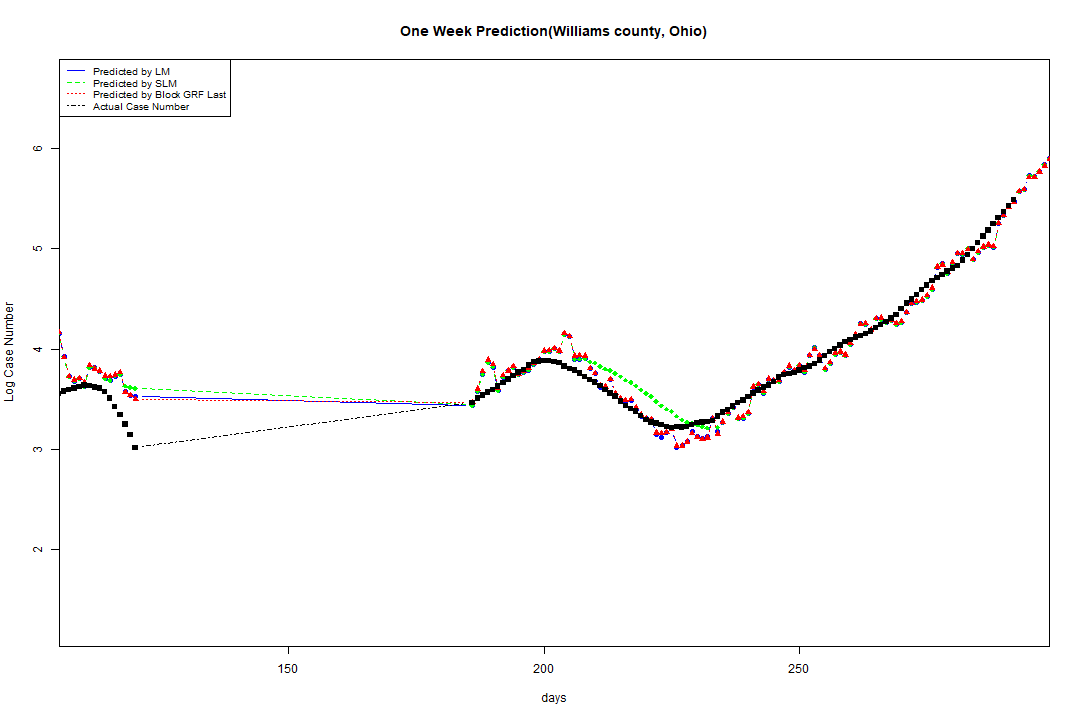 One Week Prediction(Williams county, Ohio)
Predicted by LM
Predicted by SLM
Predicted by Block GRF Last
Actual Case Number
6
5
4
3
2
Log Case Number
150 200 250
days